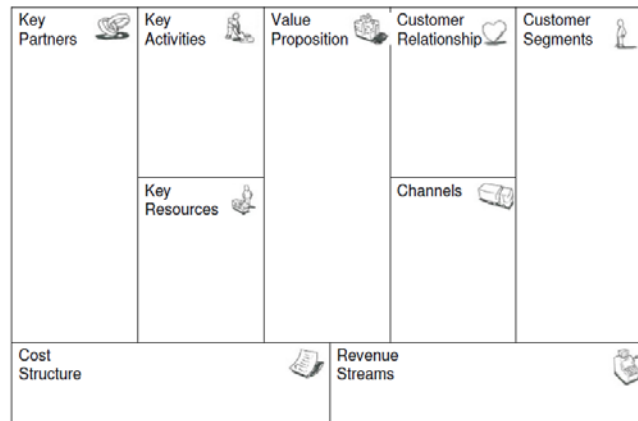 Key
Partners
Key
Activities
Value
Proposition
Customer
Relationship
Customer
Segments
Key
Resources
Channels
Cost
Structure
Revenue
Streams